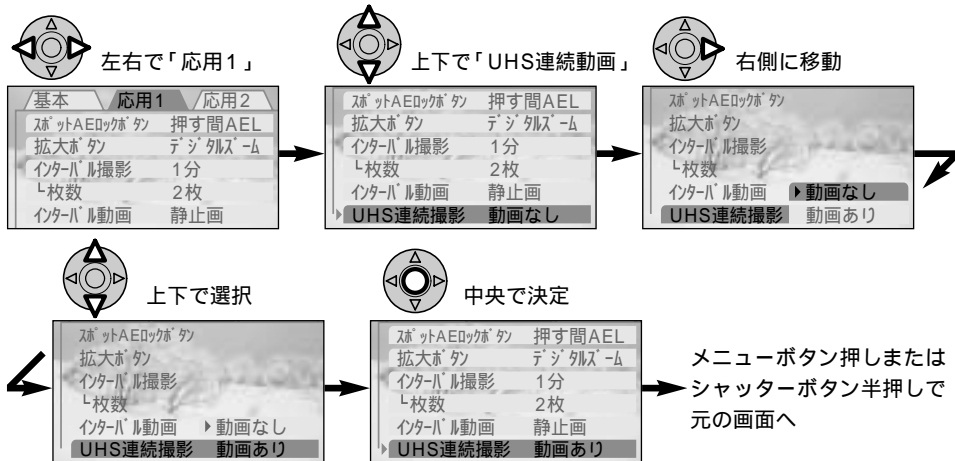 左右で「応用1」
基本 応用1 応用2
スポットAEロックボタン 押す間AEL
拡大ボタン デジタルズーム
インターバル撮影 1分
└枚数 2枚
インターバル動画 静止画
上下で「UHS連続動画」
スポットAEロックボタン 押す間AEL
拡大ボタン デジタルズーム
インターバル撮影 1分
└枚数 2枚
インターバル動画 静止画
UHS連続撮影 動画なし
右側に移動
スポットAEロックボタン
拡大ボタン
インターバル撮影
└枚数
インターバル動画 動画なし
UHS連続撮影 動画あり
上下で選択
スポットAEロックボタン
拡大ボタン
インターバル撮影
└枚数
インターバル動画 動画なし
UHS連続撮影 動画あり
中央で決定
スポットAEロックボタン 押す間AEL
拡大ボタン デジタルズーム
インターバル撮影 1分
└枚数 2枚
インターバル動画 静止画
UHS連続撮影 動画あり
メニューボタン押しまたは
シャッターボタン半押しで
元の画面へ